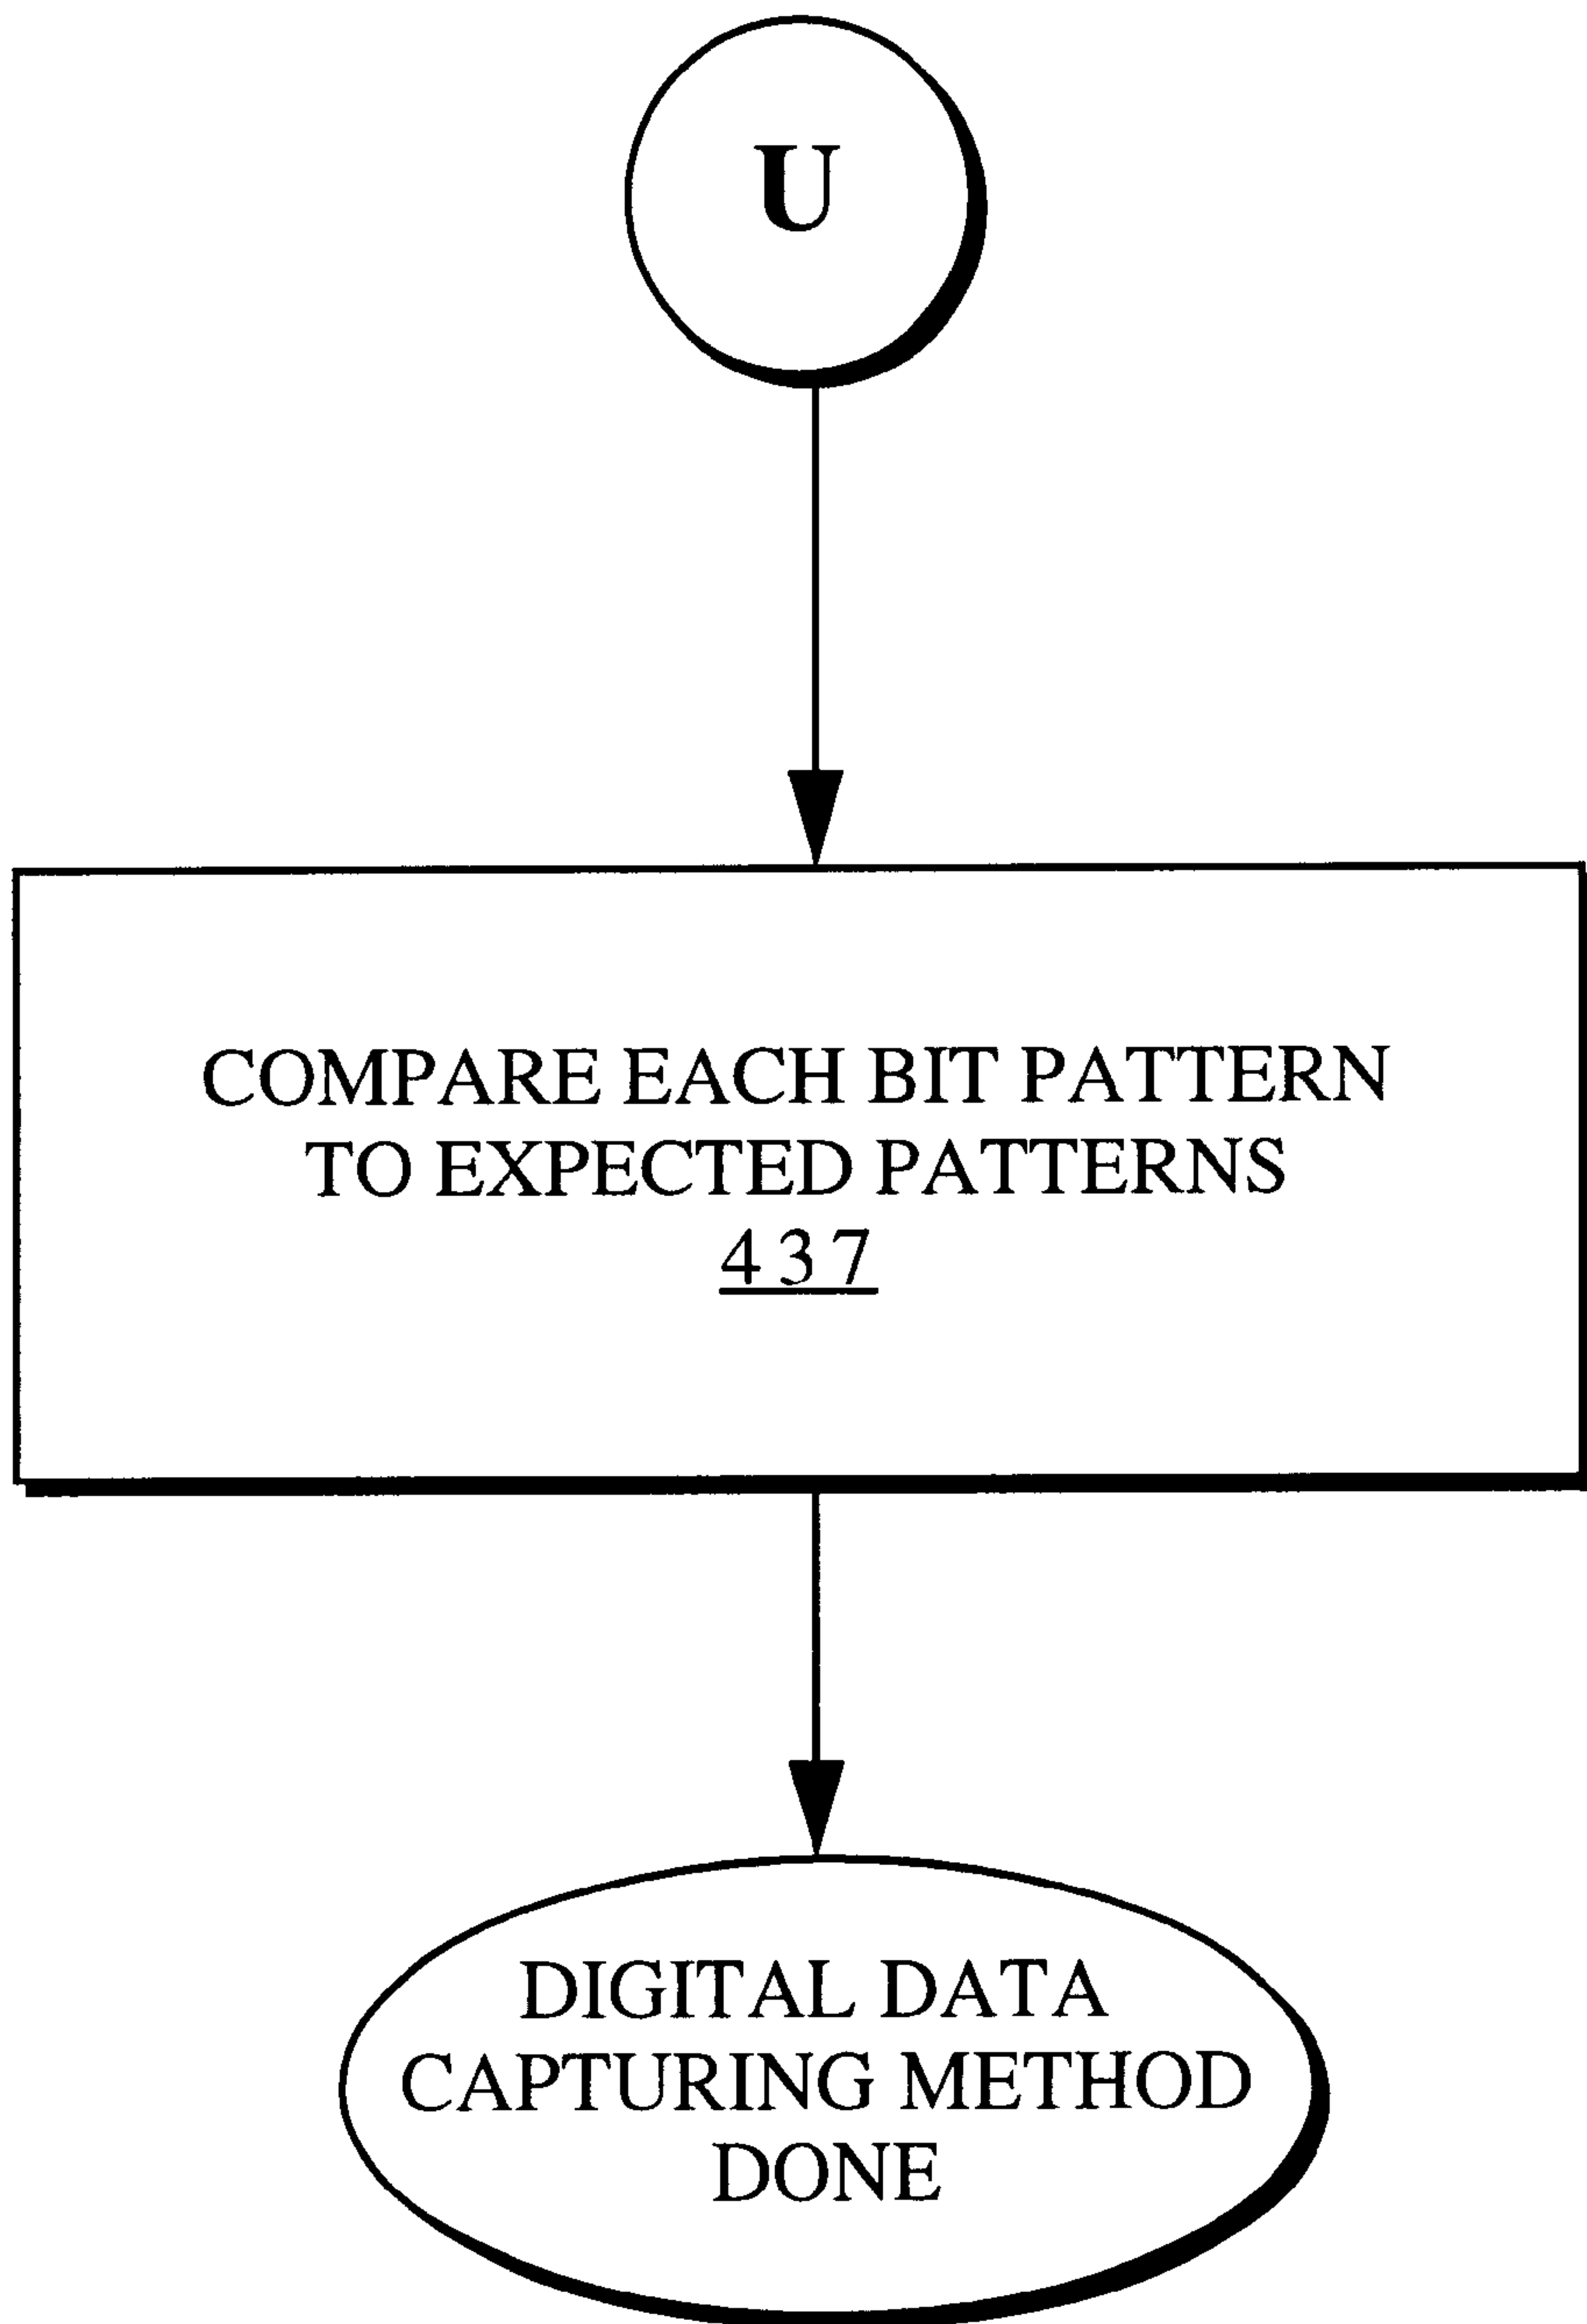 U
COMPARE EACH BIT PATTERN
TO EXPECTED PATTERNS
437
DIGITAL DATA
CAPTURING METHOD
DONE